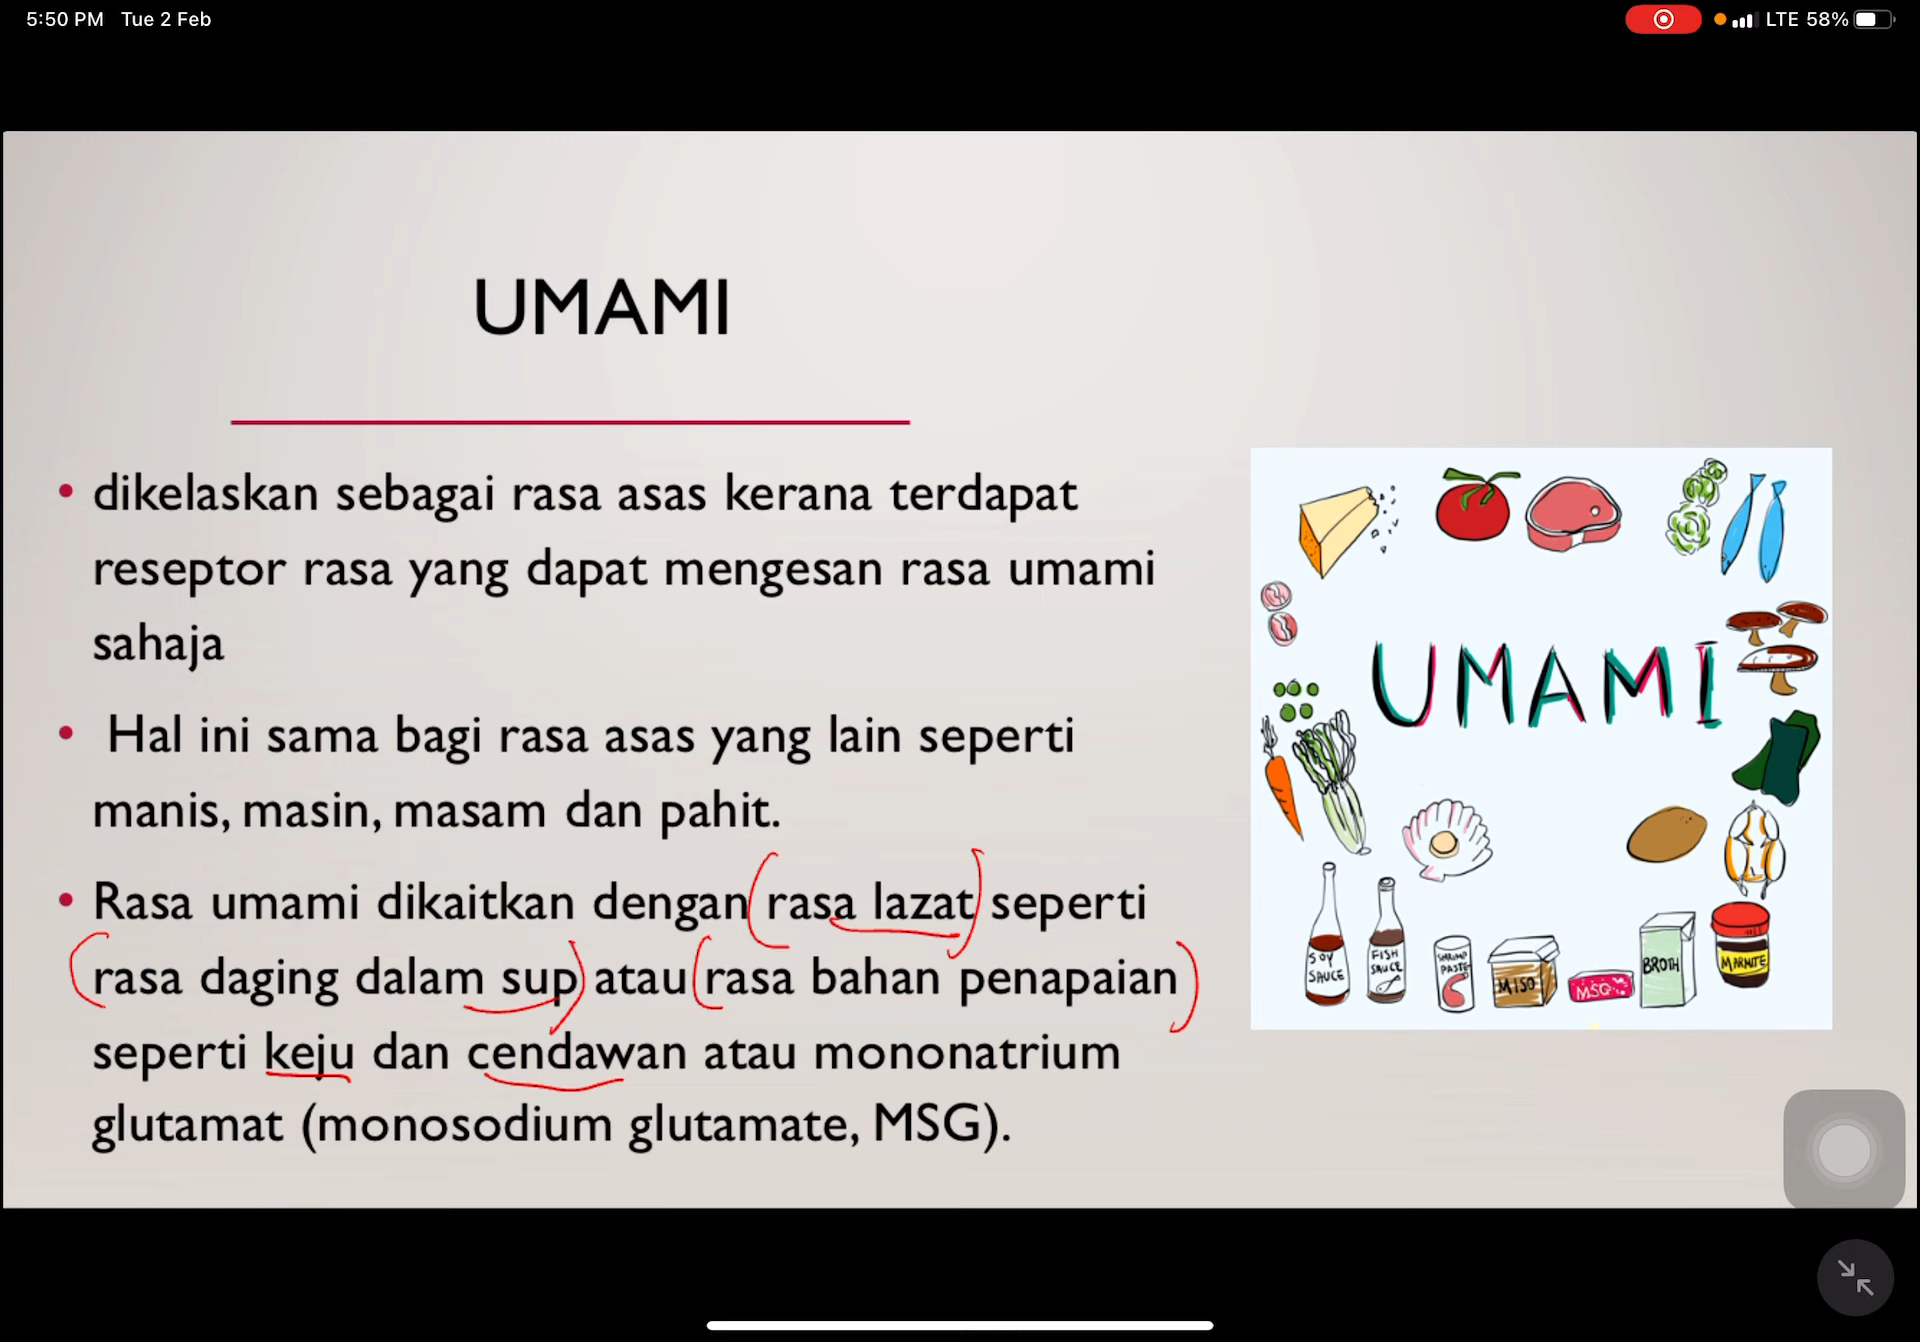 5:50 PM Tue 2 Feb
LTE 58%
UMAMI
• dikelaskan sebagai rasa asas kerana terdapat
reseptor rasa yang dapat mengesan rasa umami
sahaja
• Hal ini sama bagi rasa asas yang lain seperti
manis, masin, masam dan pahit.
• Rasa umami dikaitkan dengan rasa lazat seperti
rasa daging dalam sup atau rasa bahan penapaian
seperti keju dan cendawan atau mononatrium
glutamat (monosodium glutamate, MSG).
UMAMI
SOY
SAUCE
FISH
SAUCE
SHRIMP
PASTE
MISO
MSG
BROTH
MARMITE